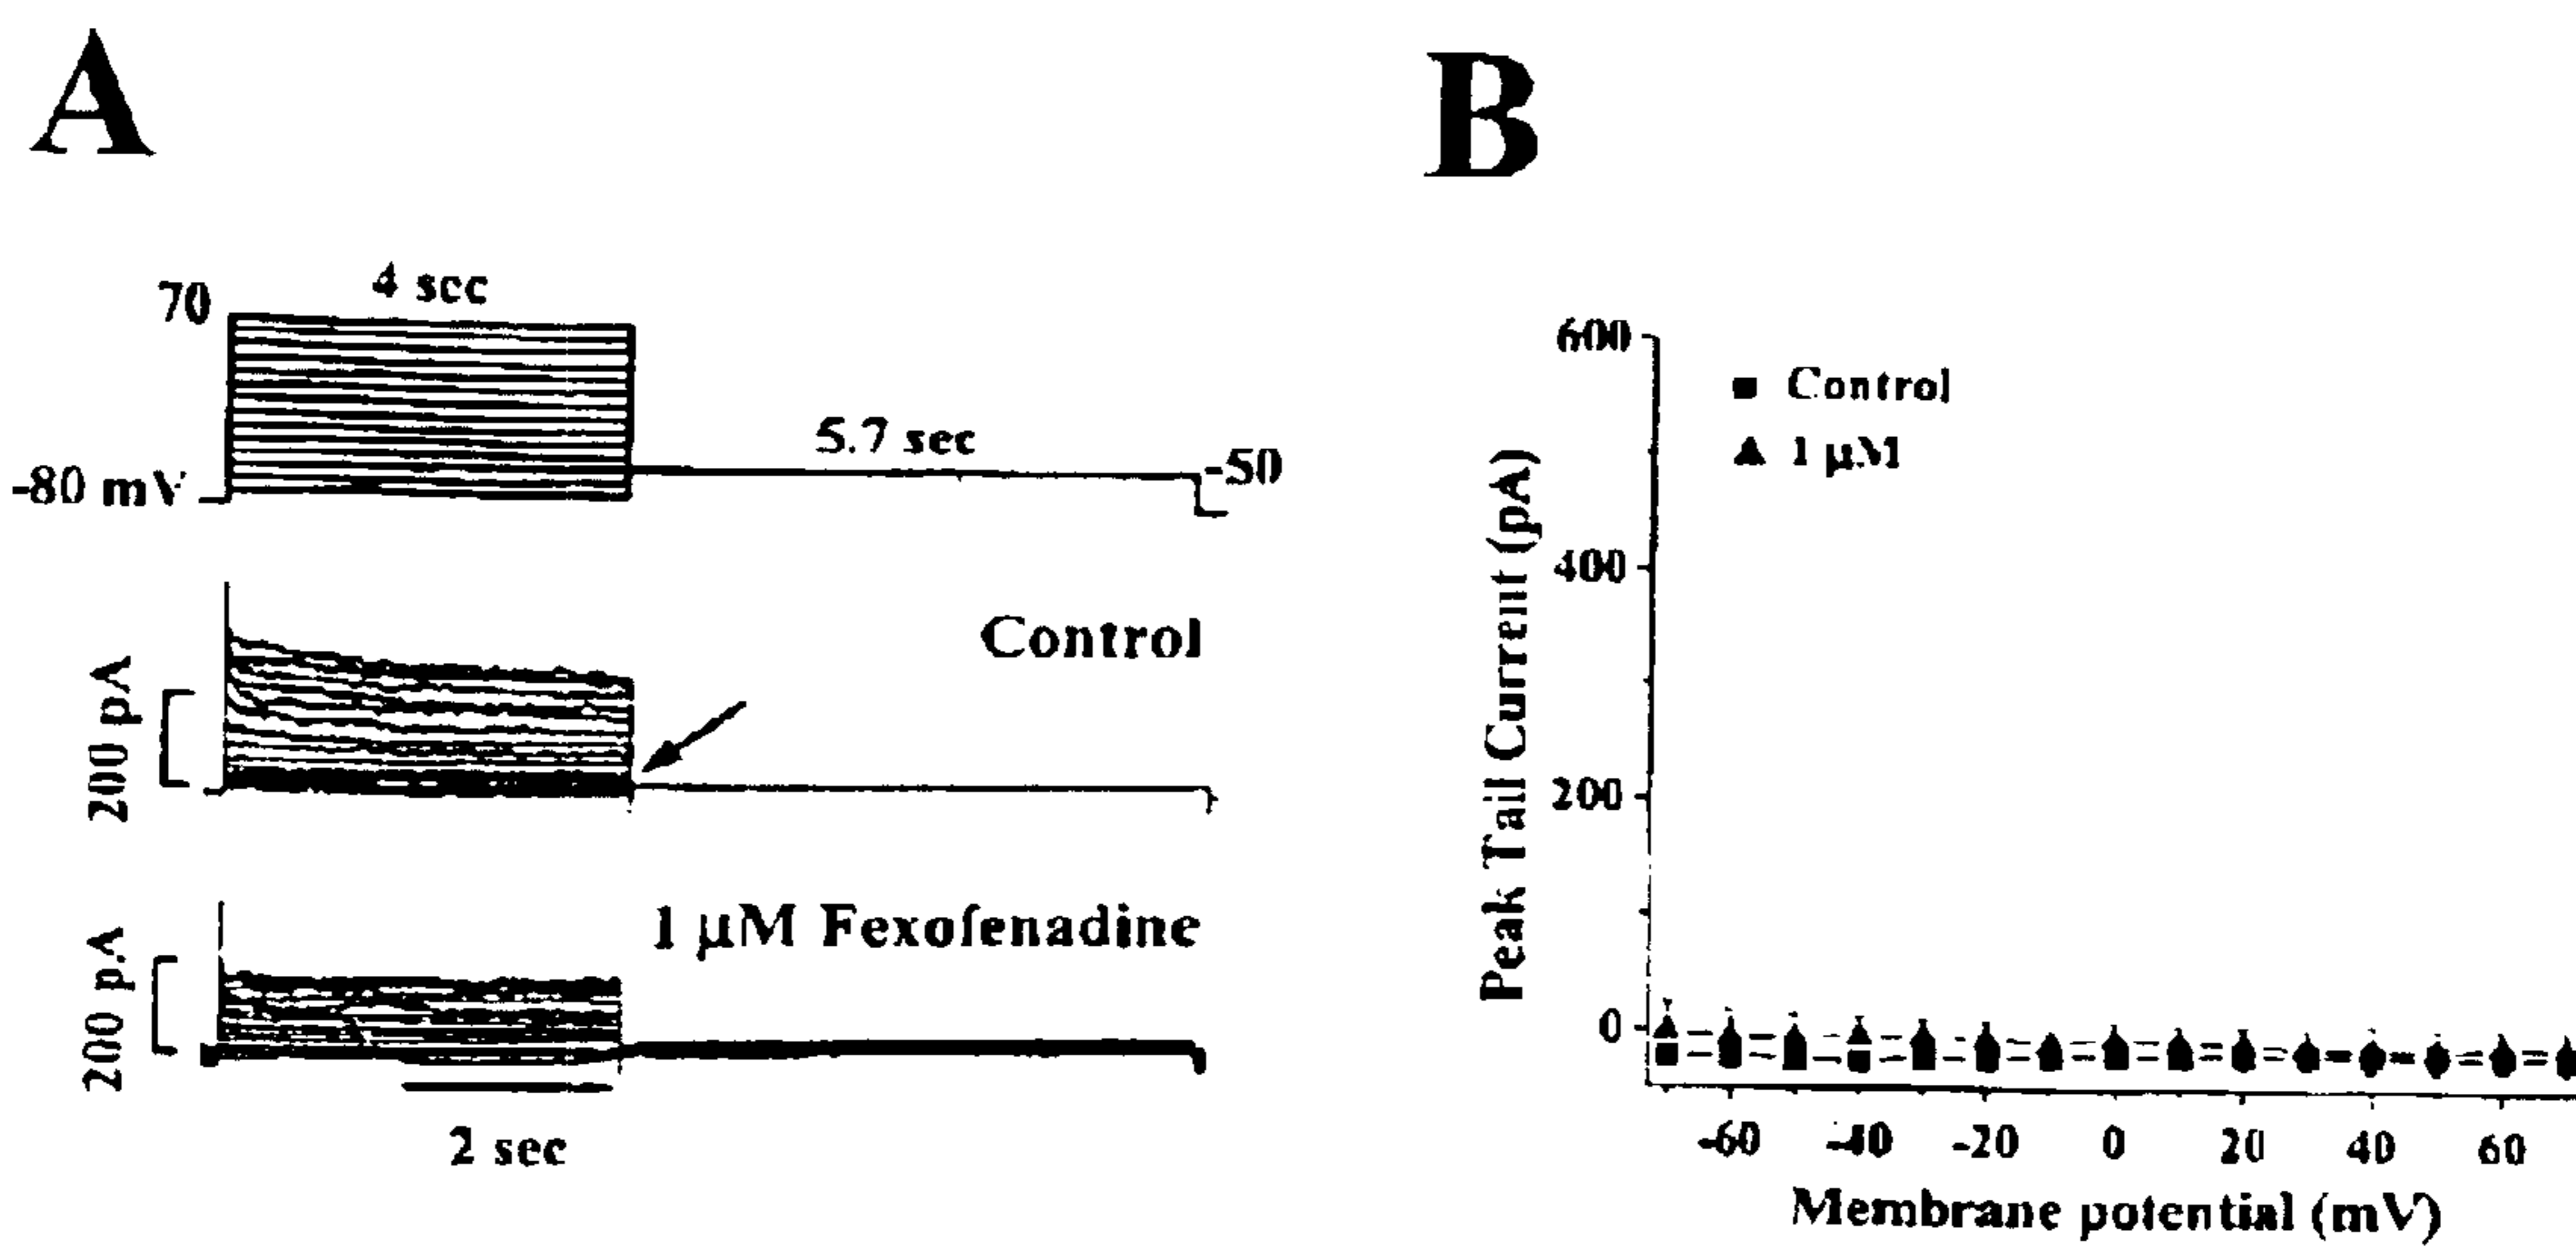 A
70
4 sec
5.7 sec
-80 mV
-50
Control
200 pA
1 μM Fexofenadine
200 pA
2 sec
B
600
400
200
0
Control
1 μM
Peak Tail Current (pA)
-60 -40 -20 0 20 40 60
Membrane potential (mV)